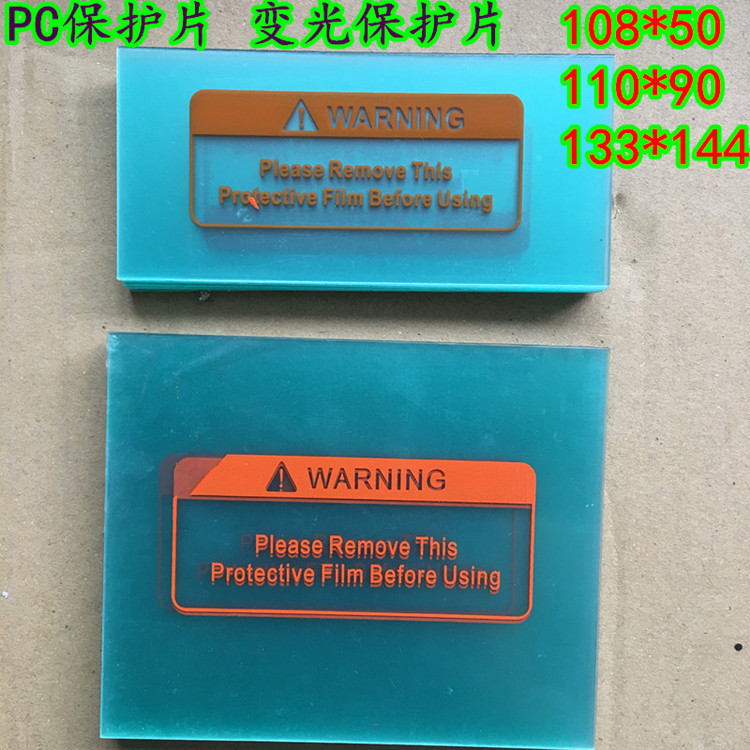 PC保护片 变光保护片
108*50
110*90
133*144
WARNING
Please Remove This
Protective Film Before Using
WARNING
Please Remove This
Protective Film Before Using